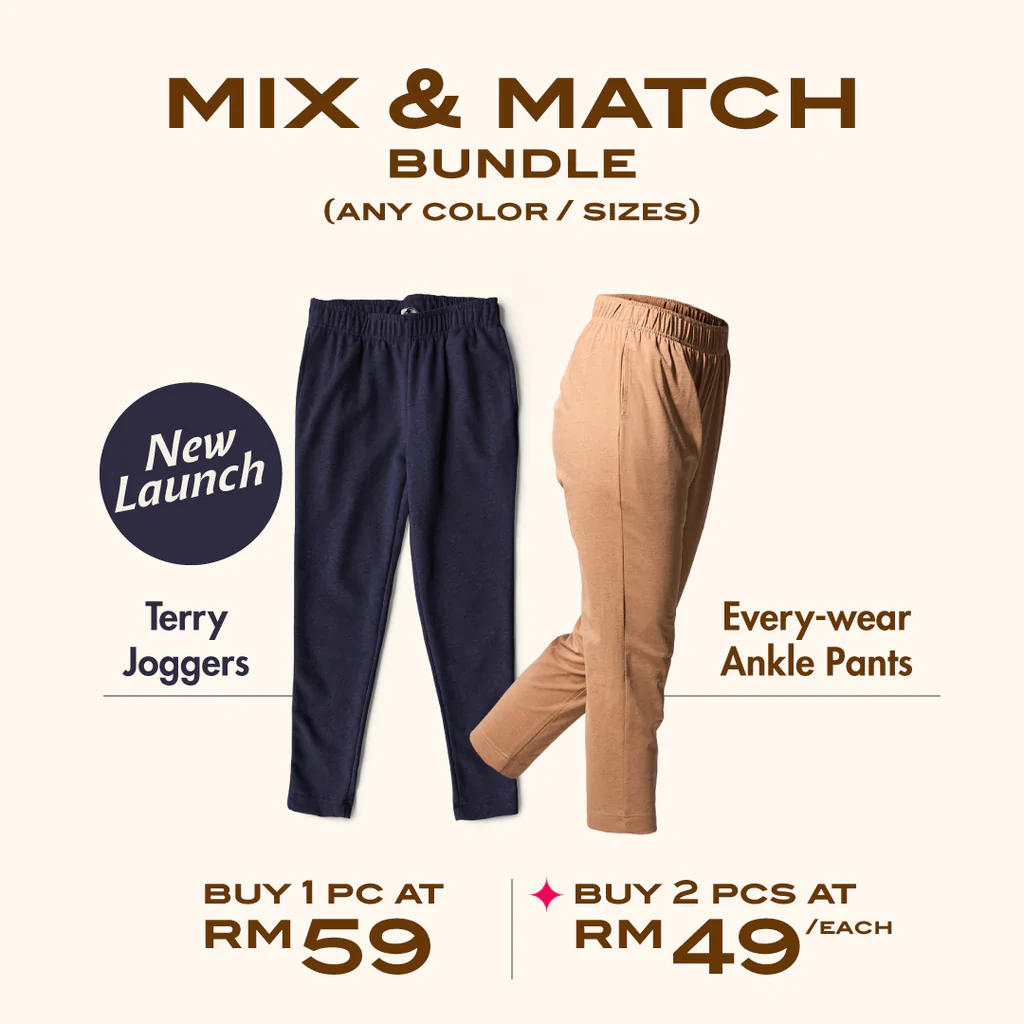 MIX & MATCH
BUNDLE
(ANY COLOR / SIZES)
New
Launch
Terry
Joggers
Every-wear
Ankle Pants
BUY 1 PC AT
RM59
BUY 2 PCS AT
RM49/EACH